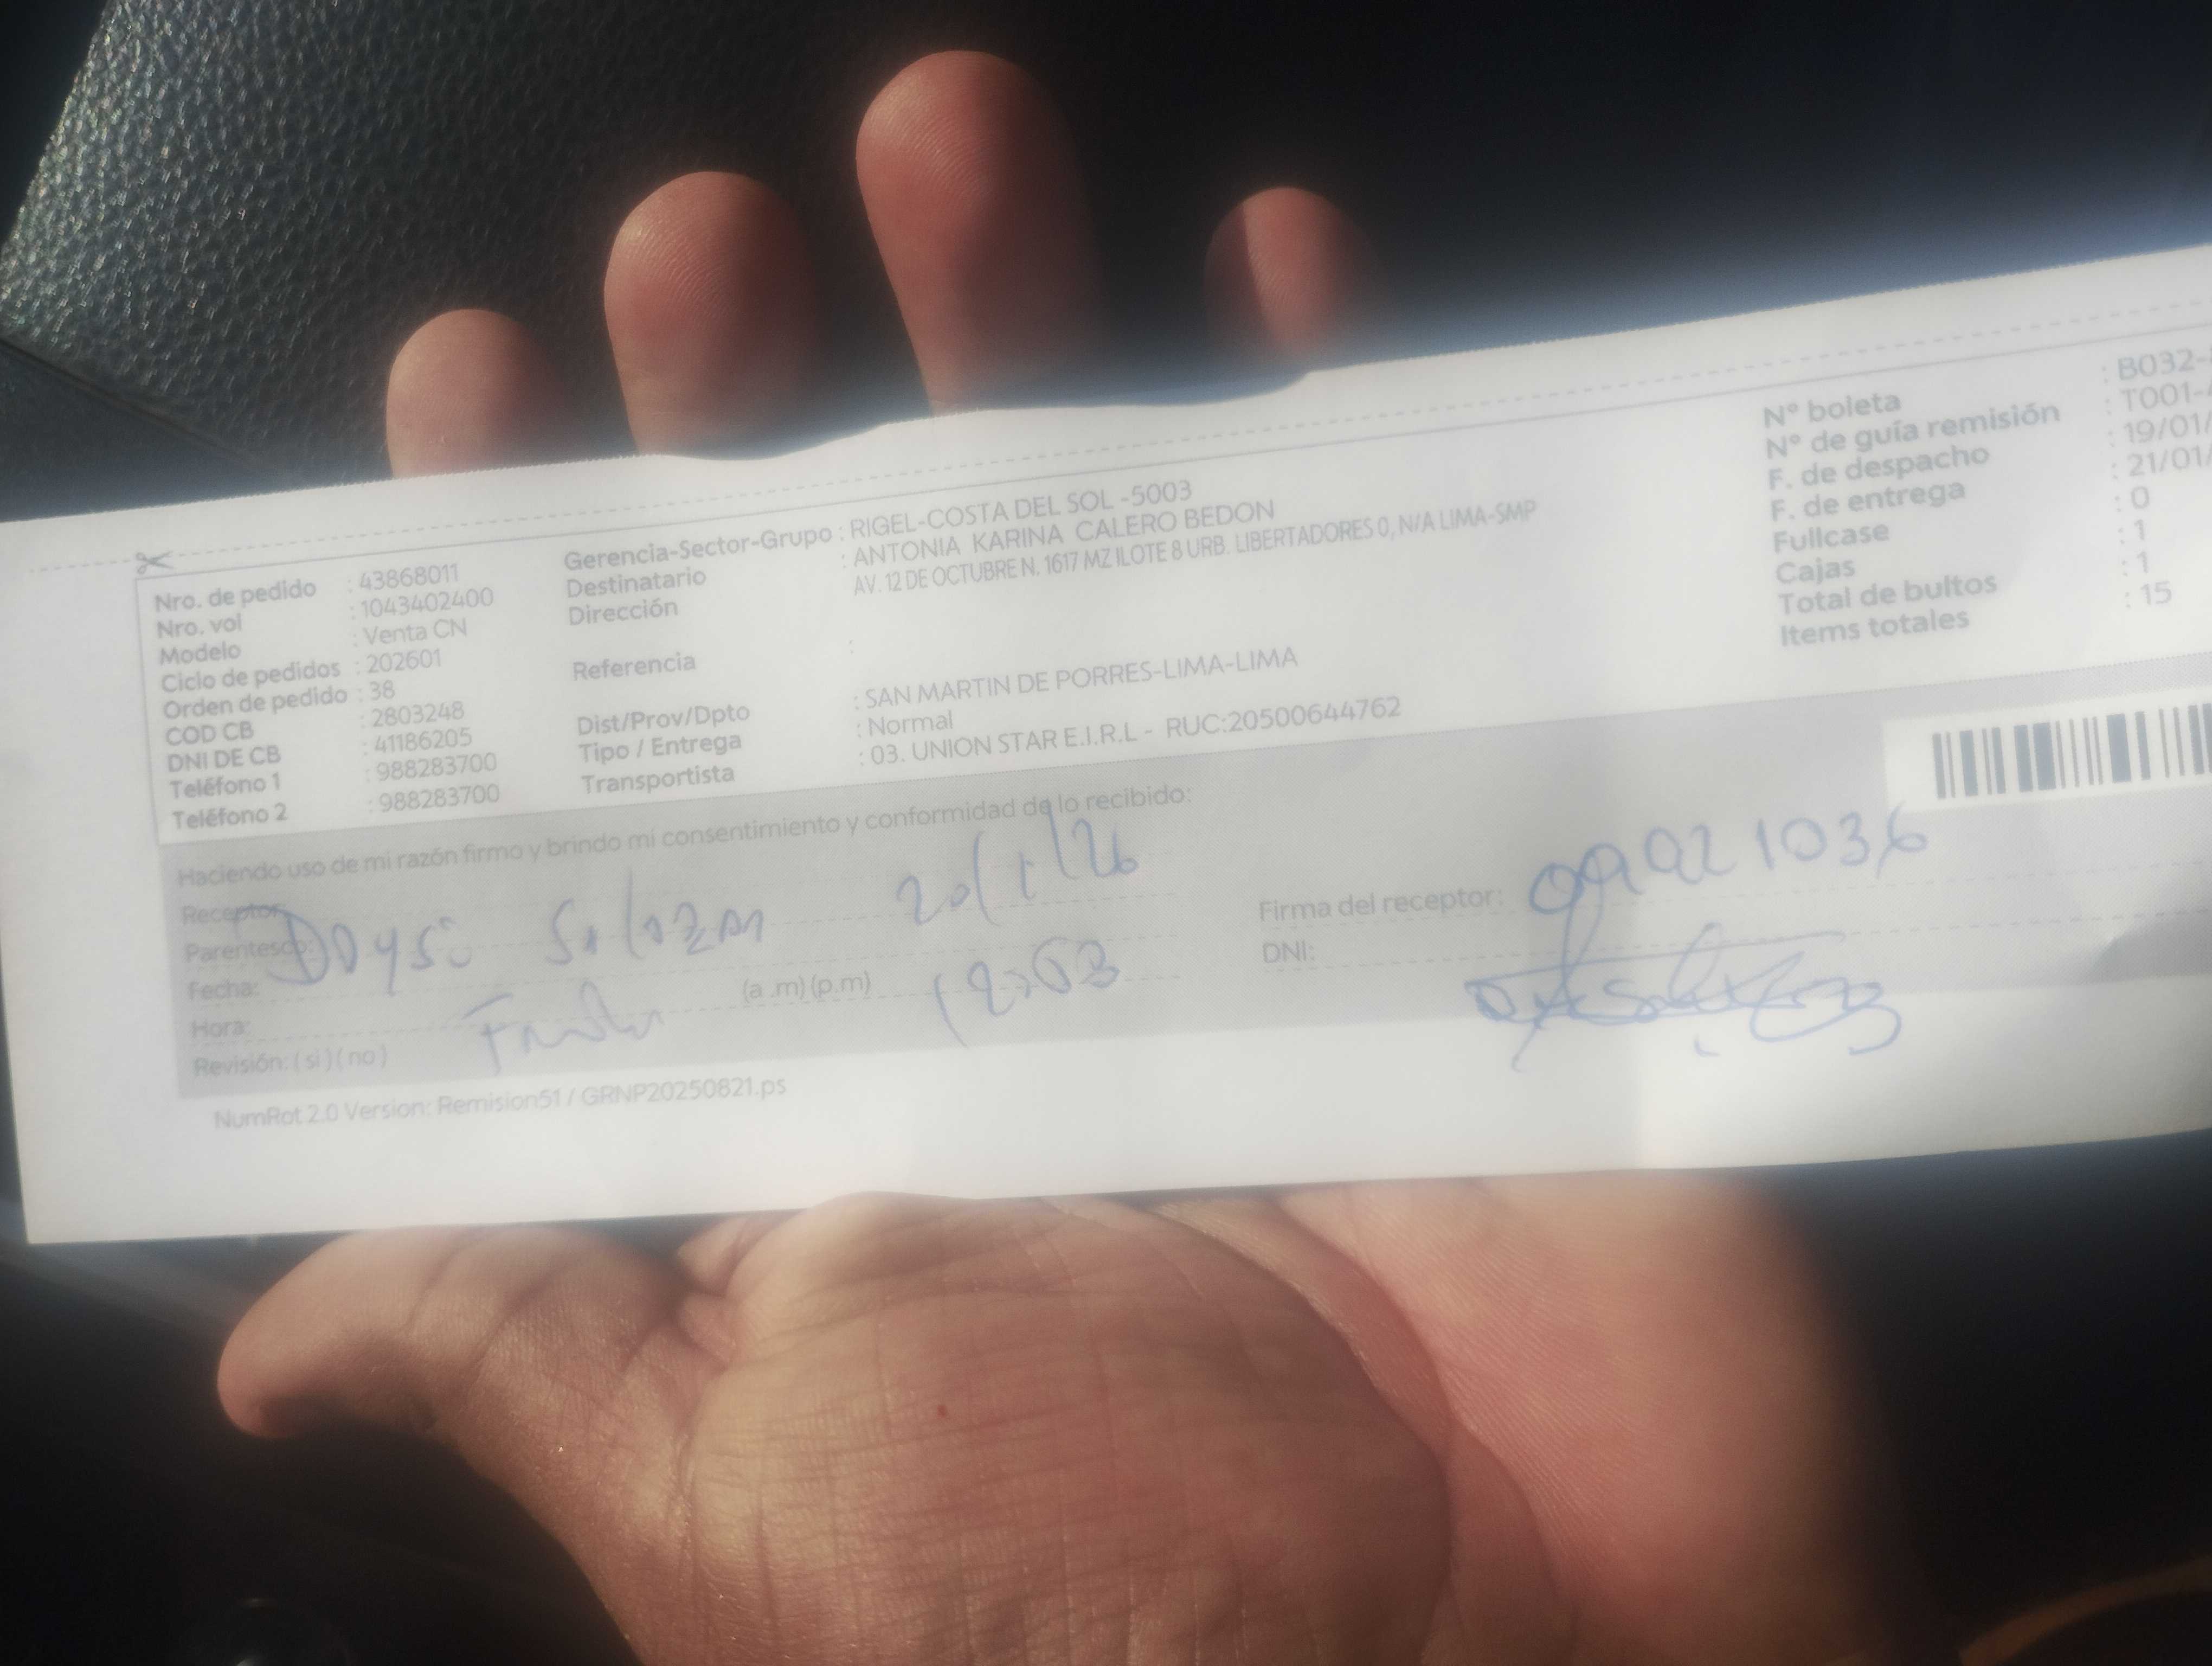 Nro. de pedido : 43868011
Nro. vol : 1043402400
Modelo : Venta CN
Ciclo de pedidos : 202601
Orden de pedido : 38
COD CB : 2803248
DNI DE CB : 41186205
Teléfono 1 : 988283700
Teléfono 2 : 988283700
Gerencia-Sector-Grupo : RIGEL-COSTA DEL SOL -5003
Destinatario : ANTONIA KARINA CALERO BEDON
Dirección AV. 12 DE OCTUBRE N. 1617 MZ ILOTE 8 URB. LIBERTADORES 0, N/A LIMA-SMP
Referencia :
Dist/Prov/Dpto : SAN MARTIN DE PORRES-LIMA-LIMA
Tipo / Entrega : Normal
Transportista : 03. UNION STAR E.I.R.L - RUC:20500644762
N° boleta : B032-
N° de guía remisión : T001-
F. de despacho : 19/01/
F. de entrega : 21/01/
Fullcase : 0
Cajas : 1
Total de bultos : 1
Items totales : 15
Haciendo uso de mi razón firmo y brindo mi consentimiento y conformidad de lo recibido:
Receptor:
Parentesco: 20/1/26
Fecha:
Hora: (a .m) (p.m)
Revisión: ( si ) ( no )
Firma del receptor: 09921036
DNI:
NumRot 2.0 Version: Remision51 / GRNP20250821.ps